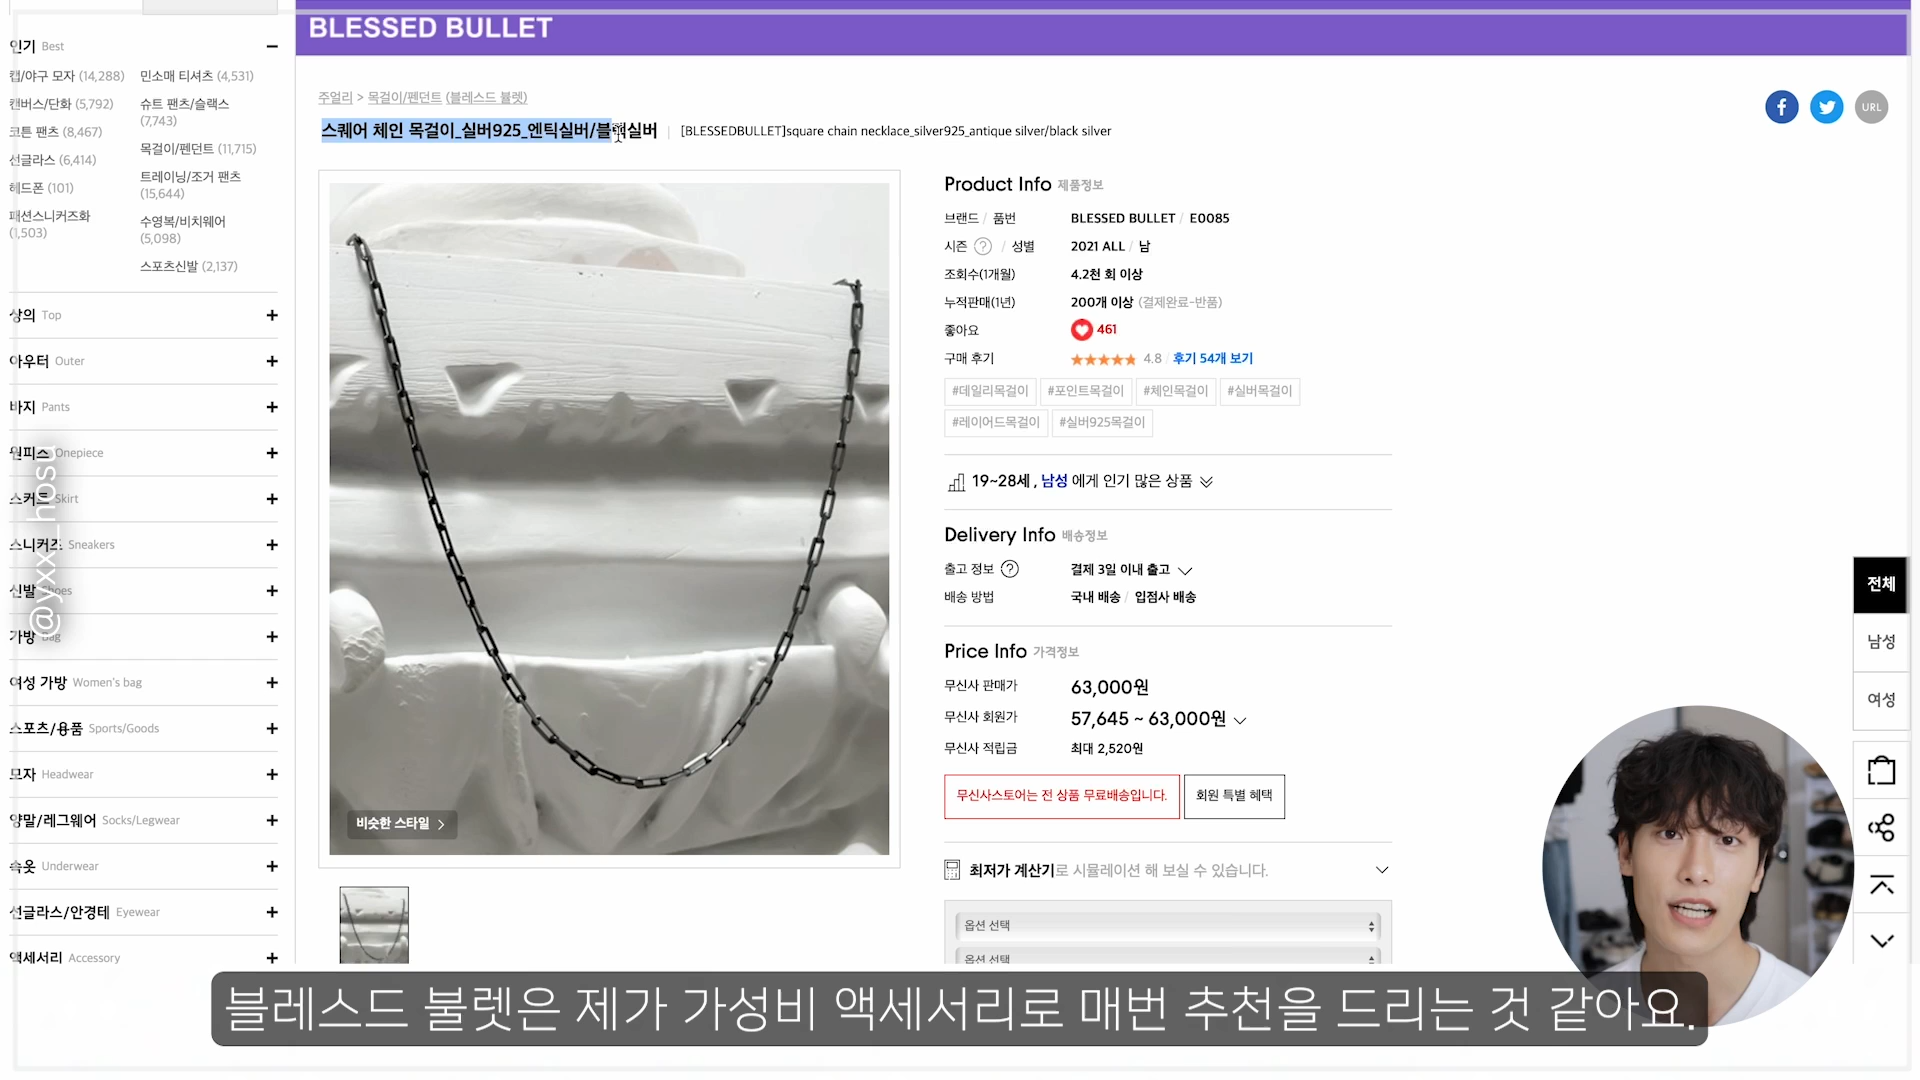 BLESSED BULLET
인기 Best
캡/야구 모자 (14,288)
캔버스/단화 (5,792)
코튼 팬츠 (8,467)
선글라스 (6,414)
헤드폰 (101)
패션스니커즈화
(1,503)
민소매 티셔츠 (4,531)
슈트 팬츠/슬랙스
(7,743)
목걸이/펜던트 (11,715)
트레이닝/조거 팬츠
(15,644)
수영복/비치웨어
(5,098)
스포츠신발 (2,137)
상의 Top
아우터 Outer
바지 Pants
원피스 Onepiece
스커트 Skirt
스니커즈 Sneakers
신발 Shoes
가방 Bag
여성 가방 Women's bag
스포츠/용품 Sports/Goods
모자 Headwear
양말/레그웨어 Socks/Legwear
속옷 Underwear
선글라스/안경테 Eyewear
액세서리 Accessory
@yxx_hosu
주얼리 > 목걸이/펜던트 (블레스드 뷸렛)
스퀘어 체인 목걸이_실버925_엔틱실버/블랙실버 | [BLESSEDBULLET]square chain necklace_silver925_antique silver/black silver
URL
비슷한 스타일 >
Product Info 제품정보
브랜드 / 품번 BLESSED BULLET / E0085
시즌 ? / 성별 2021 ALL / 남
조회수(1개월) 4.2천 회 이상
누적판매(1년) 200개 이상 (결제완료-반품)
좋아요 461
구매 후기 ★★★★★ 4.8 / 후기 54개 보기
#데일리목걸이 #포인트목걸이 #체인목걸이 #실버목걸이
#레이어드목걸이 #실버925목걸이
19~28세 , 남성 에게 인기 많은 상품
Delivery Info 배송정보
출고 정보 ? 결제 3일 이내 출고
배송 방법 국내 배송 / 입점사 배송
Price Info 가격정보
무신사 판매가 63,000원
무신사 회원가 57,645 ~ 63,000원
무신사 적립금 최대 2,520원
무신사스토어는 전 상품 무료배송입니다. 회원 특별 혜택
최저가 계산기로 시뮬레이션 해 보실 수 있습니다.
옵션 선택
옵션 선택
전체
남성
여성
블레스드 불렛은 제가 가성비 액세서리로 매번 추천을 드리는 것 같아요.